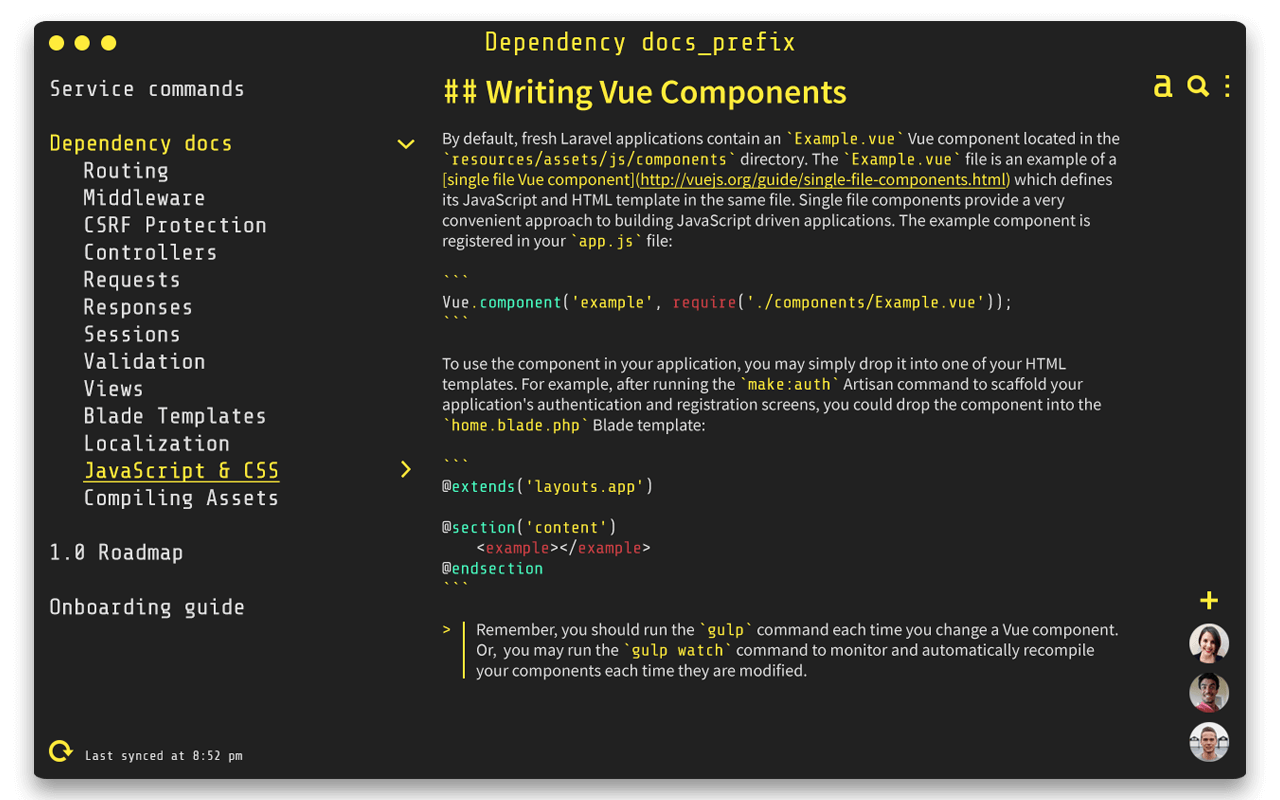 Dependency docs_prefix
Service commands
Dependency docs
Routing
Middleware
CSRF Protection
Controllers
Requests
Responses
Sessions
Validation
Views
Blade Templates
Localization
JavaScript & CSS
Compiling Assets
1.0 Roadmap
Onboarding guide
Last synced at 8:52 pm
## Writing Vue Components
a
By default, fresh Laravel applications contain an `Example.vue` Vue component located in the
`resources/assets/js/components` directory. The `Example.vue` file is an example of a
[single file Vue component](http://vuejs.org/guide/single-file-components.html) which defines
its JavaScript and HTML template in the same file. Single file components provide a very
convenient approach to building JavaScript driven applications. The example component is
registered in your `app.js` file:
```
Vue.component('example', require('./components/Example.vue'));
```
To use the component in your application, you may simply drop it into one of your HTML
templates. For example, after running the `make:auth` Artisan command to scaffold your
application's authentication and registration screens, you could drop the component into the
`home.blade.php` Blade template:
```
@extends('layouts.app')
@section('content')
<example></example>
@endsection
```
> Remember, you should run the `gulp` command each time you change a Vue component.
Or, you may run the `gulp watch` command to monitor and automatically recompile
your components each time they are modified.